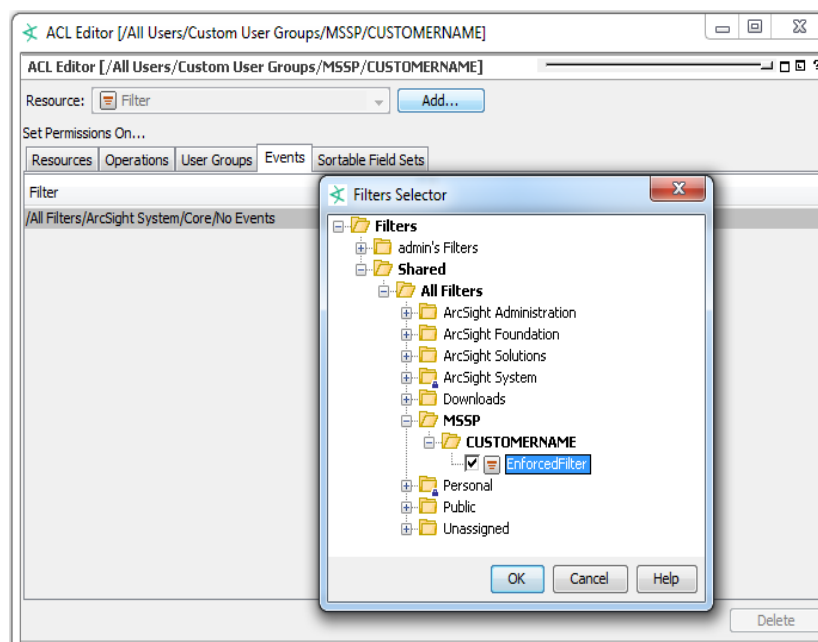 ACL Editor [/All Users/Custom User Groups/MSSP/CUSTOMERNAME]
ACL Editor [/All Users/Custom User Groups/MSSP/CUSTOMERNAME]
Resource: Filter Add...
Set Permissions On...
Resources Operations User Groups Events Sortable Field Sets
Filter
/All Filters/ArcSight System/Core/No Events
Filters Selector
Filters
admin's Filters
Shared
All Filters
ArcSight Administration
ArcSight Foundation
ArcSight Solutions
ArcSight System
Downloads
MSSP
CUSTOMERNAME
EnforcedFilter
Personal
Public
Unassigned
OK Cancel Help
Delete